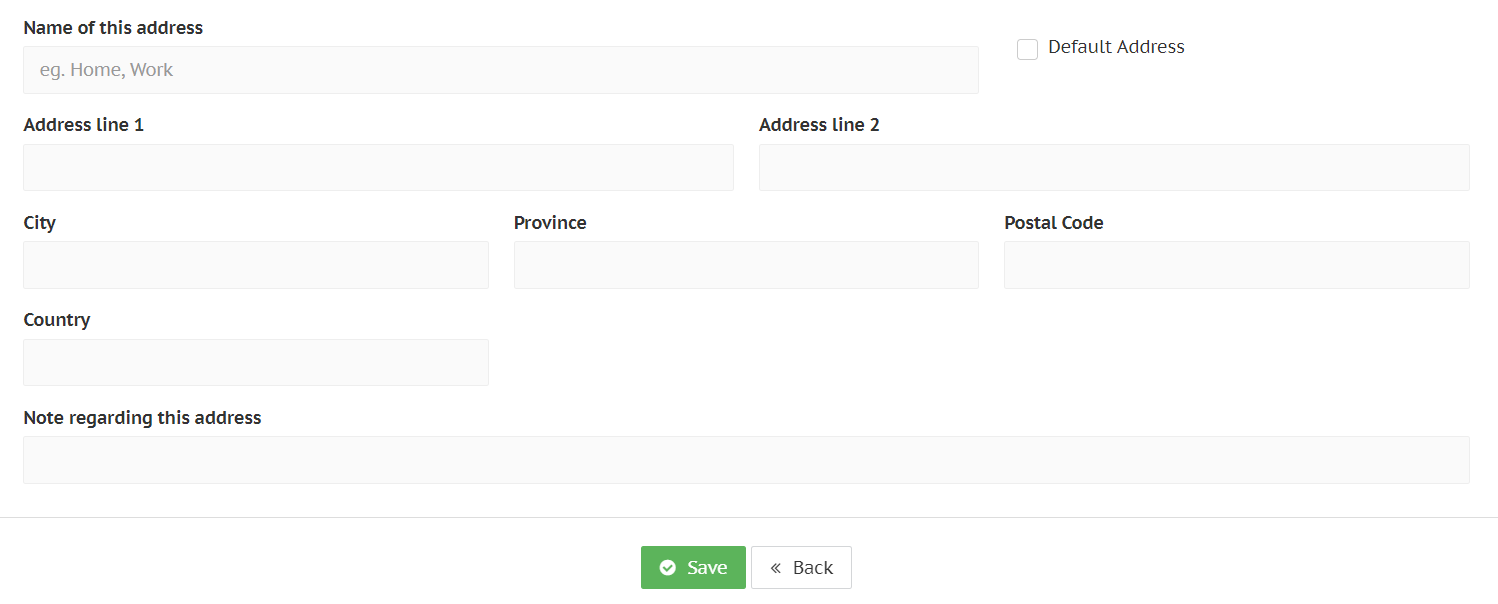 Name of this address
eg. Home, Work
Default Address
Address line 1
Address line 2
City
Province
Postal Code
Country
Note regarding this address
Save
« Back